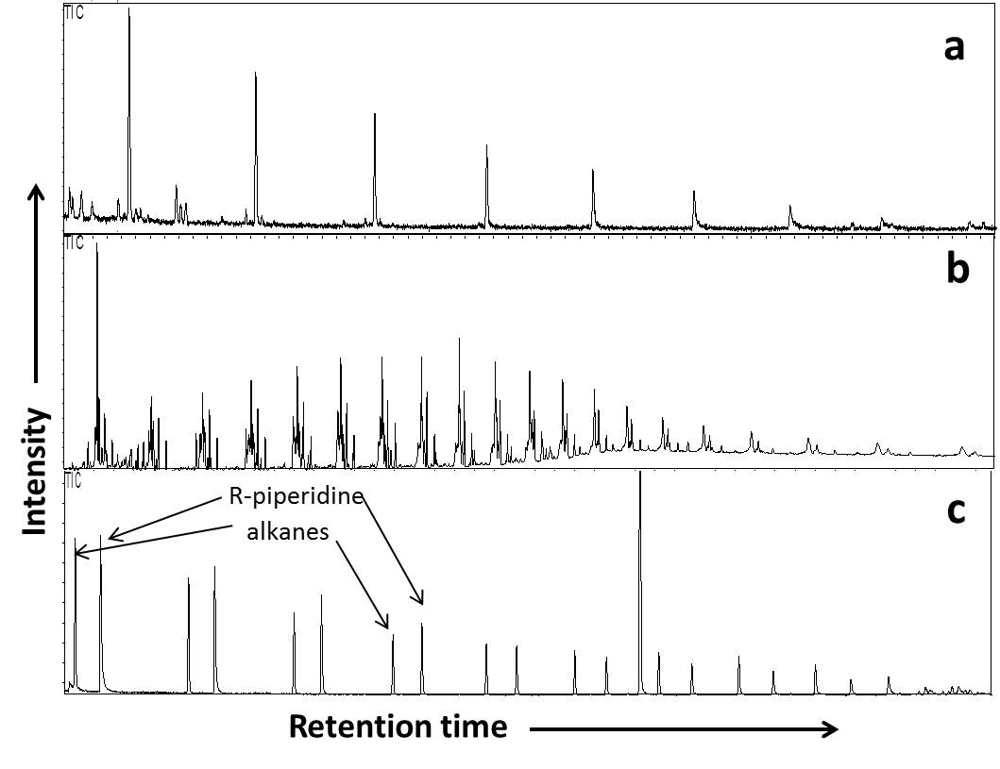 TIC
a
TIC
b
TIC
R-piperidine
alkanes
c
Intensity
Retention time